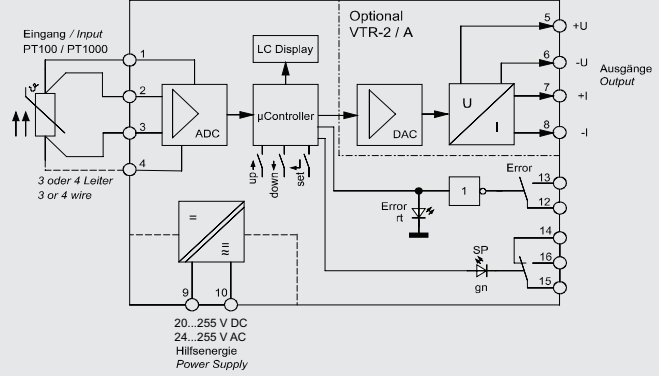 Optional
VTR-2 / A
Eingang / Input
PT100 / PT1000
LC Display
1
2
3
4
ϑ
ADC
µController
DAC
U
I
5
+U
6
-U
7
+I
8
-I
Ausgänge
Output
3 oder 4 Leiter
3 or 4 wire
up
down
set
Error
rt
1
Error
13
12
14
16
15
SP
gn
=
≈
9
10
20...255 V DC
24...255 V AC
Hilfsenergie
Power Supply